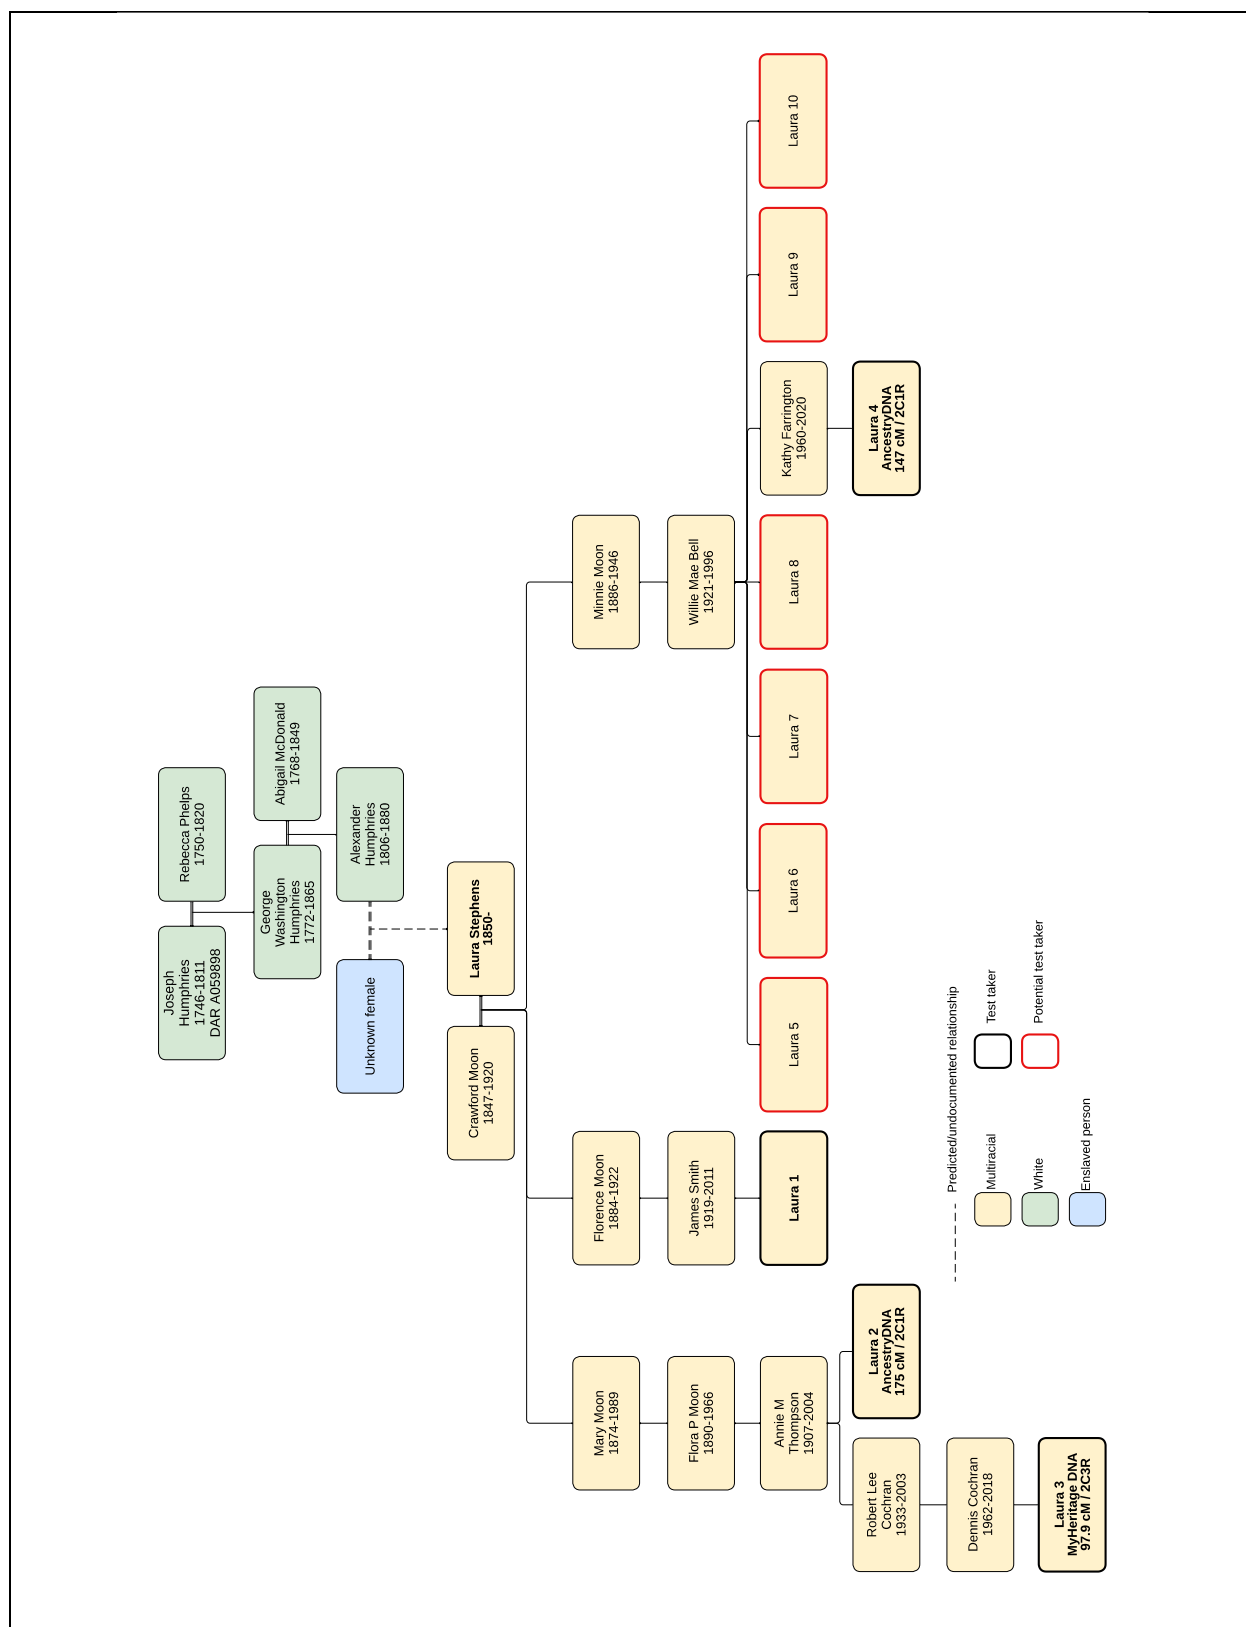 Joseph
Humphries
1746-1811
DAR A059898
Rebecca Phelps
1750-1820
George
Washington
Humphries
1772-1865
Abigail McDonald
1768-1849
Unknown female
Alexander
Humphries
1806-1880
Crawford Moon
1847-1920
Laura Stephens
1850-
Mary Moon
1874-1989
Florence Moon
1884-1922
Minnie Moon
1886-1946
Flora P Moon
1890-1966
James Smith
1919-2011
Willie Mae Bell
1921-1996
Annie M
Thompson
1907-2004
Laura 1
Laura 5
Laura 6
Laura 7
Laura 8
Kathy Farrington
1960-2020
Laura 9
Laura 10
Robert Lee
Cochran
1933-2003
Laura 2
AncestryDNA
175 cM / 2C1R
Laura 4
AncestryDNA
147 cM / 2C1R
Dennis Cochran
1962-2018
Laura 3
MyHeritage DNA
97.9 cM / 2C3R
Predicted/undocumented relationship
Multiracial
Test taker
White
Potential test taker
Enslaved person